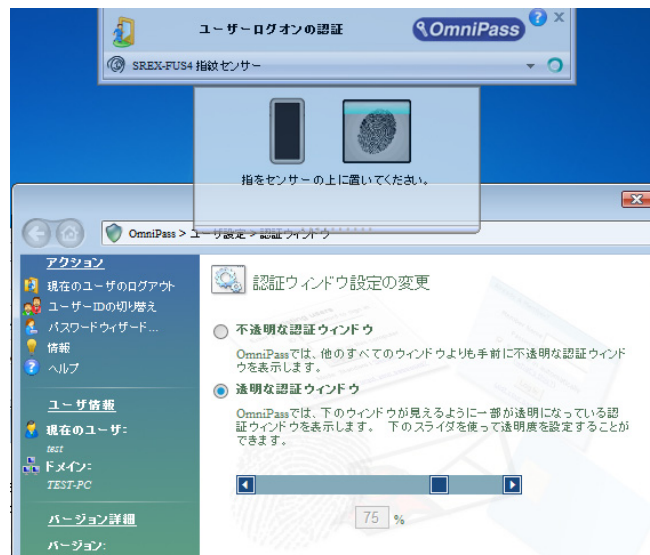 ユーザーログオンの認証
OmniPass
SREX-FUS4 指紋センサー
指をセンサーの上に置いてください。
OmniPass > ユーザ設定 > 認証ウィンドウ
アクション
現在のユーザのログアウト
ユーザーIDの切り替え
パスワードウィザード...
情報
ヘルプ
ユーザ情報
現在のユーザ:
test
ドメイン:
TEST-PC
バージョン詳細
バージョン:
認証ウィンドウ設定の変更
不透明な認証ウィンドウ
OmniPassでは、他のすべてのウィンドウよりも手前に不透明な認証ウィンド
ウを表示します。
透明な認証ウィンドウ
OmniPassでは、下のウィンドウが見えるように一部が透明になっている認
証ウィンドウを表示します。 下のスライダを使って透明度を設定することが
できます。
75 %